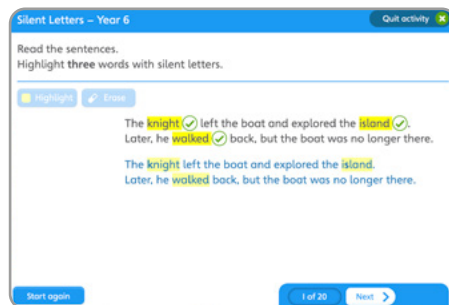 Silent Letters – Year 6
Quit activity
Read the sentences.
Highlight three words with silent letters.
Highlight
Erase
The knight left the boat and explored the island.
Later, he walked back, but the boat was no longer there.
The knight left the boat and explored the island.
Later, he walked back, but the boat was no longer there.
Start again
1 of 20
Next